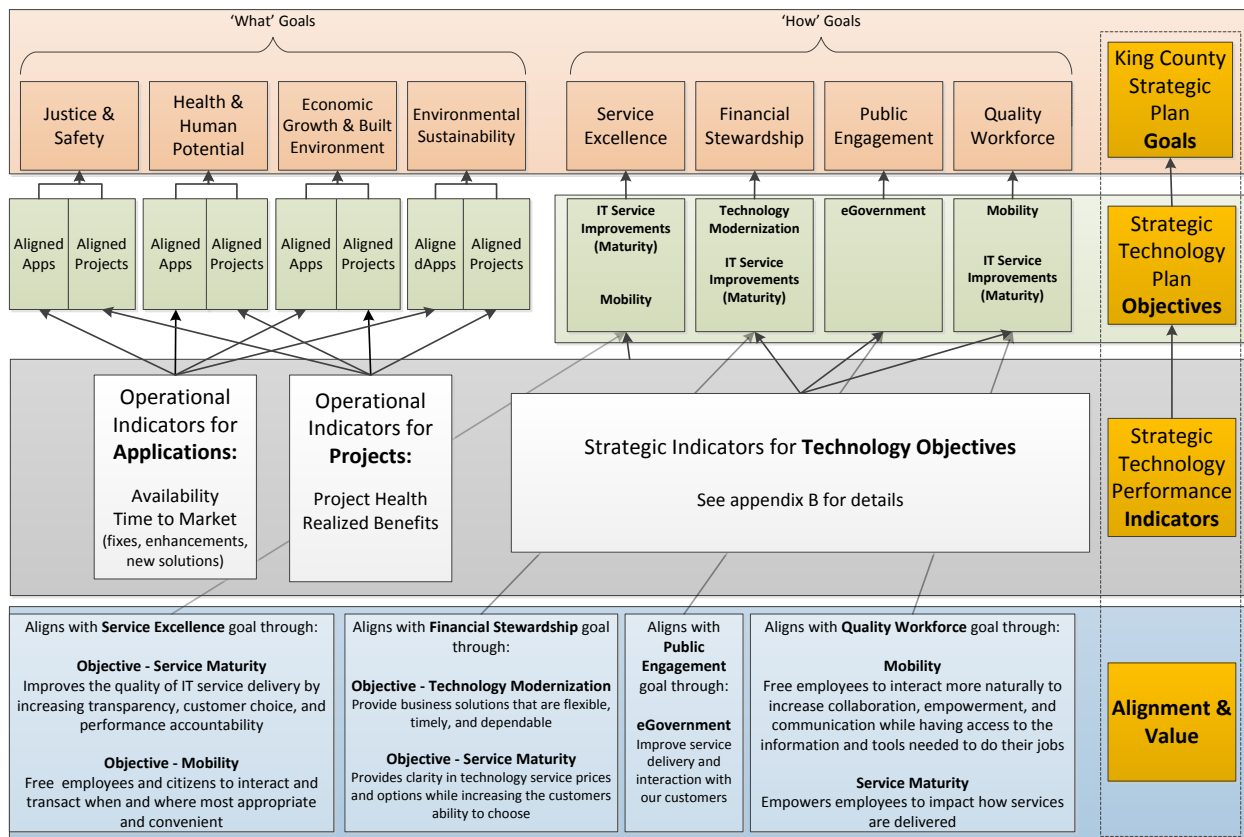 'What' Goals
'How' Goals
Justice &
Safety
Health &
Human
Potential
Economic
Growth & Built
Environment
Environmental
Sustainability
Service
Excellence
Financial
Stewardship
Public
Engagement
Quality
Workforce
King County
Strategic
Plan
Goals
Aligned
Apps
Aligned
Projects
Aligned
Apps
Aligned
Projects
Aligned
Apps
Aligned
Projects
Aligne
dApps
Aligned
Projects
IT Service
Improvements
(Maturity)
Mobility
Technology
Modernization
IT Service
Improvements
(Maturity)
eGovernment
Mobility
IT Service
Improvements
(Maturity)
Strategic
Technology
Plan
Objectives
Operational
Indicators for
Applications:
Availability
Time to Market
(fixes, enhancements,
new solutions)
Operational
Indicators for
Projects:
Project Health
Realized Benefits
Strategic Indicators for Technology Objectives
See appendix B for details
Strategic
Technology
Performance
Indicators
Aligns with Service Excellence goal through:
Objective - Service Maturity
Improves the quality of IT service delivery by
increasing transparency, customer choice, and
performance accountability
Objective - Mobility
Free employees and citizens to interact and
transact when and where most appropriate
and convenient
Aligns with Financial Stewardship goal
through:
Objective - Technology Modernization
Provide business solutions that are flexible,
timely, and dependable
Objective - Service Maturity
Provides clarity in technology service prices
and options while increasing the customers
ability to choose
Aligns with
Public
Engagement
goal through:
eGovernment
Improve service
delivery and
interaction with
our customers
Aligns with Quality Workforce goal through:
Mobility
Free employees to interact more naturally to
increase collaboration, empowerment, and
communication while having access to the
information and tools needed to do their jobs
Service Maturity
Empowers employees to impact how services
are delivered
Alignment &
Value